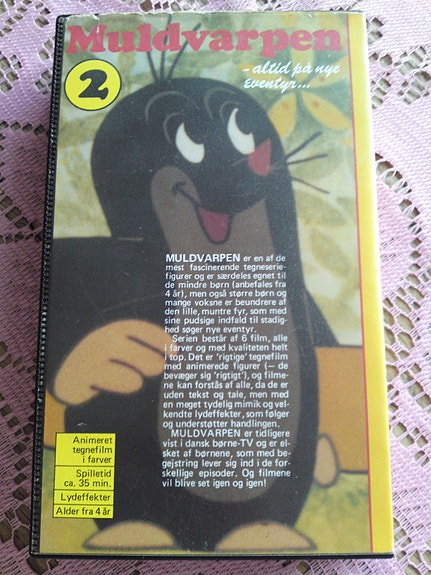 Muldvarpen
- altid på nye
eventyr...
2
MULDVARPEN er en af de
mest fascinerende tegneserie-
figurer og er særdeles egnet til
de mindre børn (anbefales fra
4 år), men også større børn og
mange voksne er beundrere af
den lille, muntre fyr, som med
sine pudsige indfald til stadig-
hed søger nye eventyr.
Serien består af 6 film, alle
i farver og med kvaliteten helt
i top. Det er 'rigtige' tegnefilm
med animerede figurer (— de
bevæger sig 'rigtigt'), og filme-
ne kan forstås af alle, da de er
uden tekst og tale, men med
en meget tydelig mimik og vel-
kendte lydeffekter, som følger
og understøtter handlingen.
MULDVARPEN er tidligere
vist i dansk børne-TV og er el-
sket af børnene, som med be-
gejstring lever sig ind i de for-
skellige episoder. Og filmene
vil blive set igen og igen!
Animeret
tegnefilm
i farver
Spilletid
ca. 35 min.
Lydeffekter
Alder fra 4 år